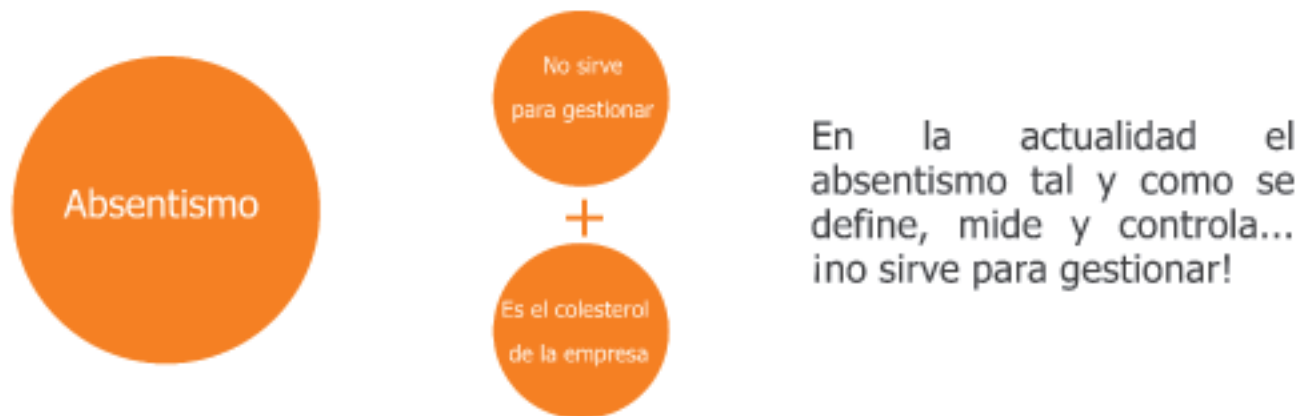 Absentismo
No sirve
para gestionar
+
Es el colesterol
de la empresa
En la actualidad el
absentismo tal y como se
define, mide y controla...
¡no sirve para gestionar!